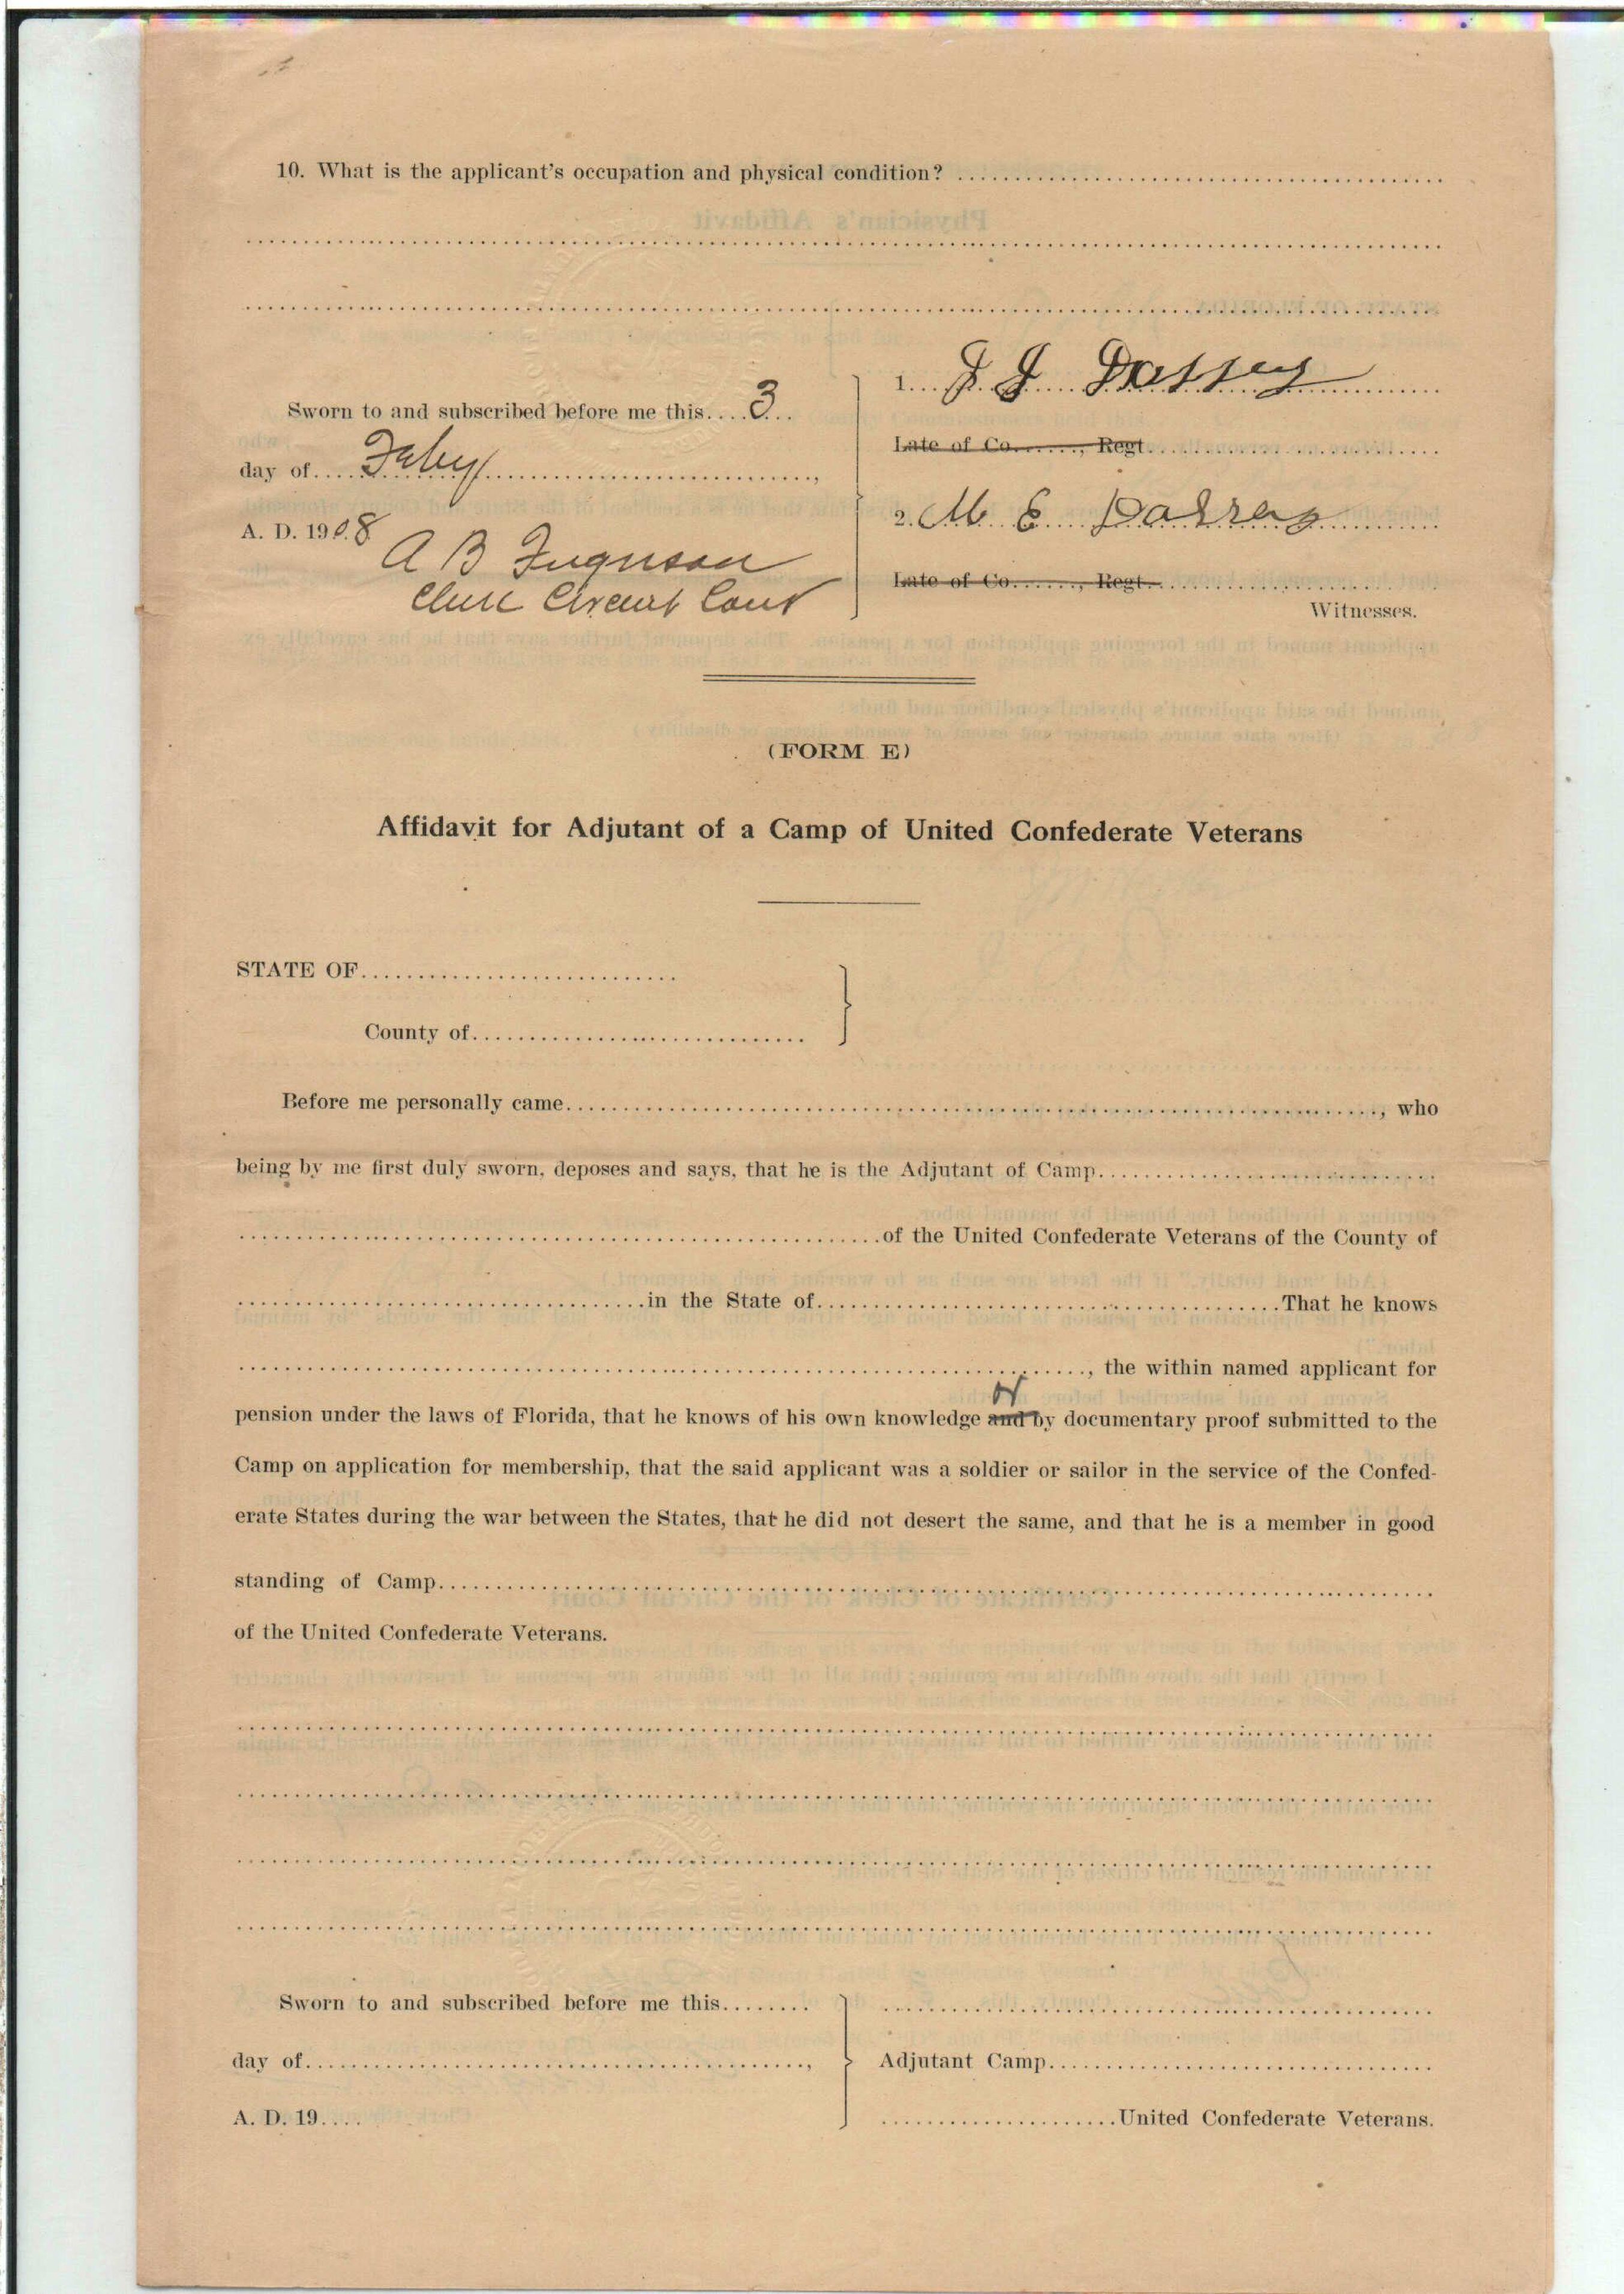 10. What is the applicant's occupation and physical condition?
1. J. J.
Sworn to and subscribed before me this....3..
Late of Co......., Regt.
day of.... Feby
2. M. E.
A. D. 1908
A B
Late of Co......., Regt.
Circuit Court
Witnesses.
(FORM E)
Affidavit for Adjutant of a Camp of United Confederate Veterans
STATE OF
County of
Before me personally came, who
being by me first duly sworn, deposes and says, that he is the Adjutant of Camp
of the United Confederate Veterans of the County of
in the State of That he knows
, the within named applicant for
or
pension under the laws of Florida, that he knows of his own knowledge and by documentary proof submitted to the
Camp on application for membership, that the said applicant was a soldier or sailor in the service of the Confed-
erate States during the war between the States, that he did not desert the same, and that he is a member in good
standing of Camp
of the United Confederate Veterans.
Sworn to and subscribed before me this
day of,
Adjutant Camp
A. D. 19....
United Confederate Veterans.